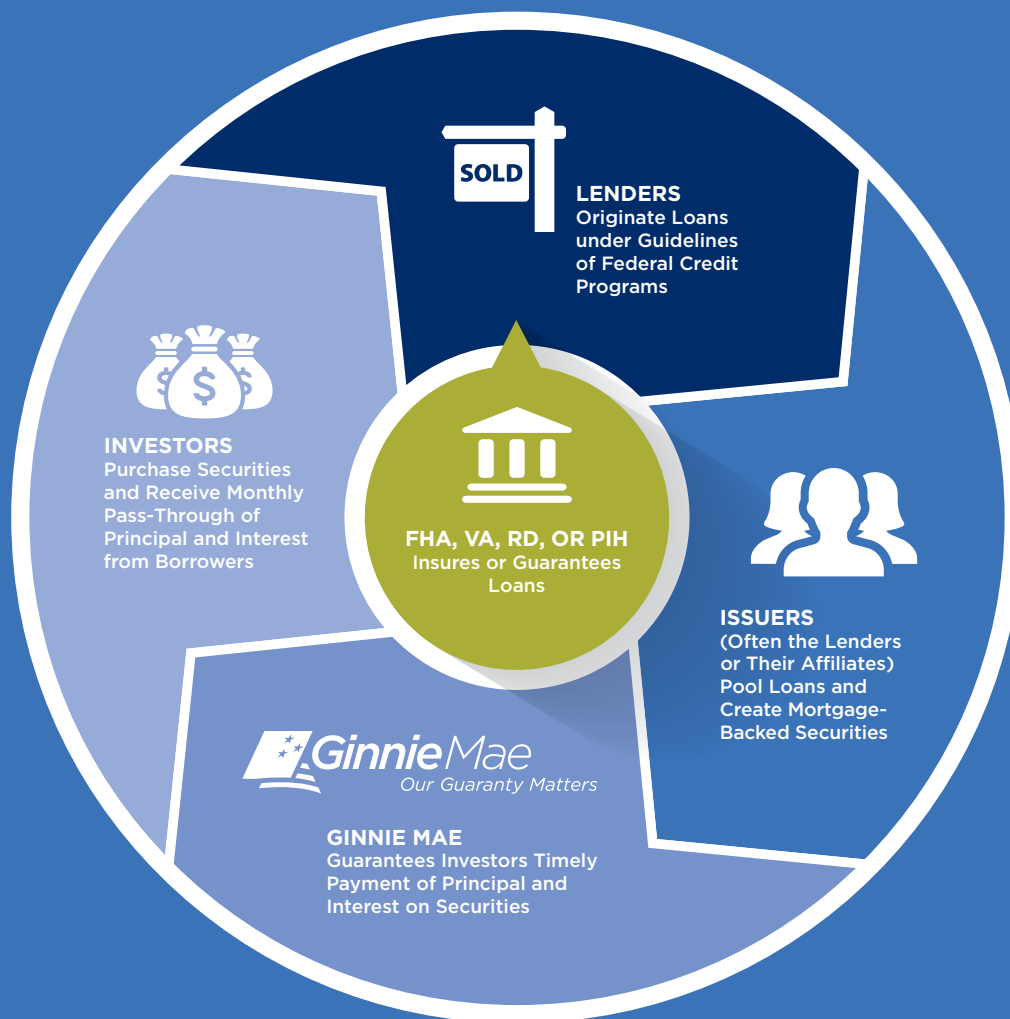 SOLD
LENDERS
Originate Loans
under Guidelines
of Federal Credit
Programs
INVESTORS
Purchase Securities
and Receive Monthly
Pass-Through of
Principal and Interest
from Borrowers
FHA, VA, RD, OR PIH
Insures or Guarantees
Loans
ISSUERS
(Often the Lenders
or Their Affiliates)
Pool Loans and
Create Mortgage-
Backed Securities
Ginnie Mae
Our Guaranty Matters
GINNIE MAE
Guarantees Investors Timely
Payment of Principal and
Interest on Securities